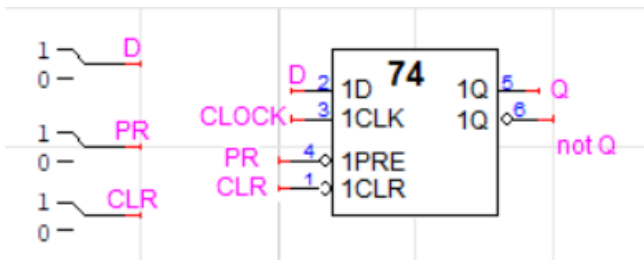 1
0
D
1
0
PR
1
0
CLR
74
D 2 1D 1Q 5 Q
CLOCK 3 1CLK 1Q 6
not Q
PR 4 1PRE
CLR 1 1CLR